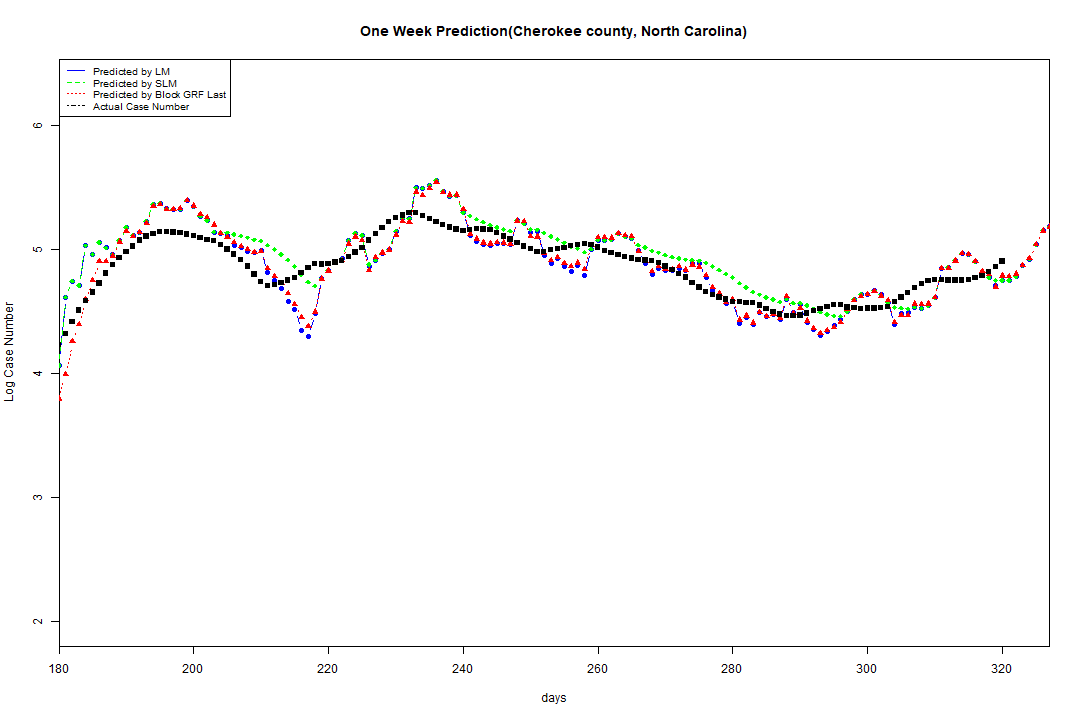 One Week Prediction(Cherokee county, North Carolina)
Predicted by LM
Predicted by SLM
Predicted by Block GRF Last
Actual Case Number
6
5
4
3
2
Log Case Number
180 200 220 240 260 280 300 320
days